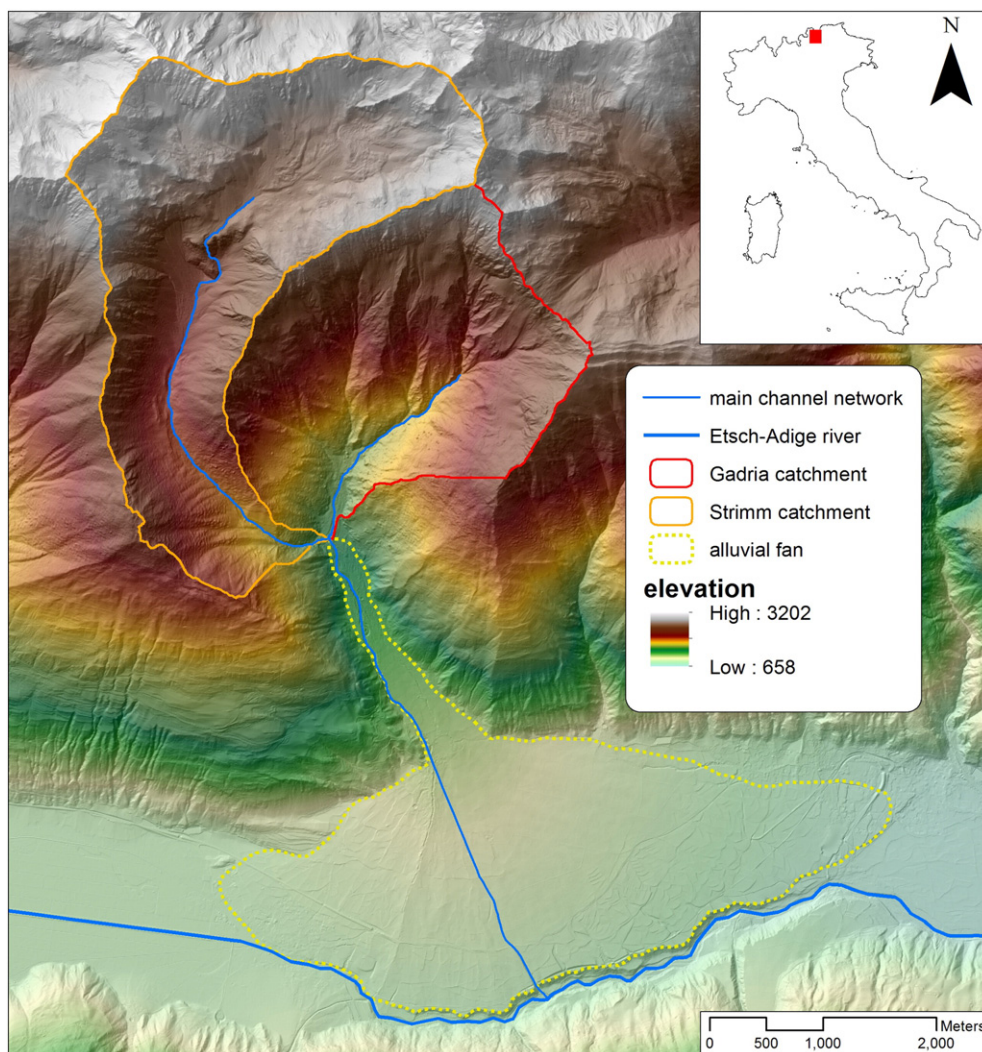 N
main channel network
Etsch-Adige river
Gadria catchment
Strimm catchment
alluvial fan
elevation
High : 3202
Low : 658
Meters
0 500 1,000 2,000